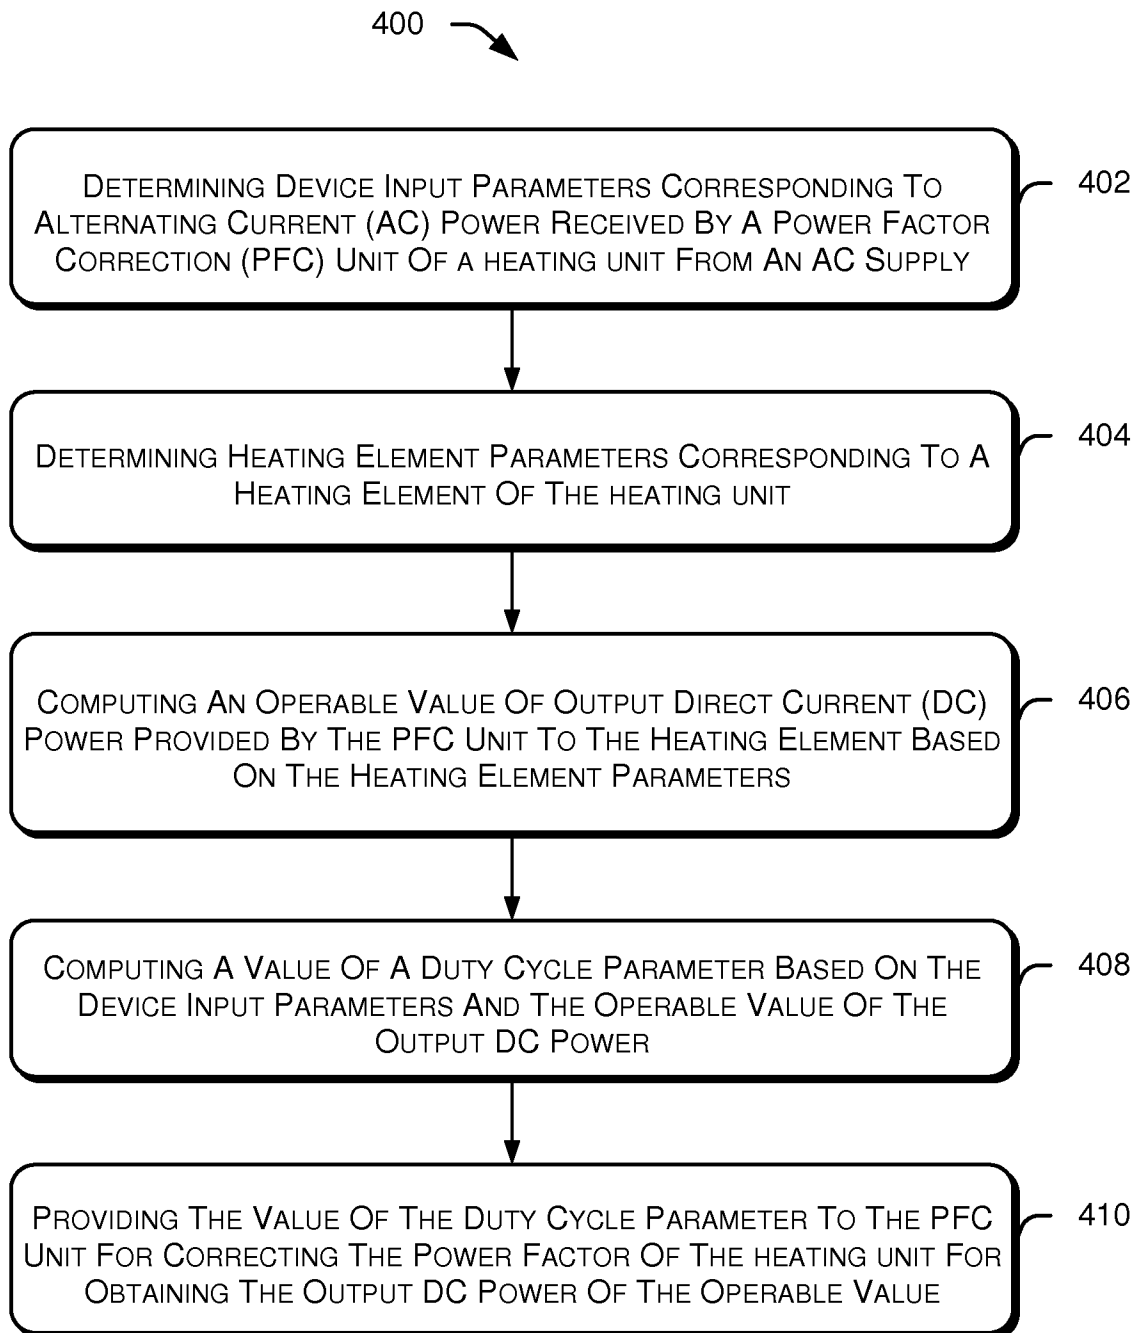 400
DETERMINING DEVICE INPUT PARAMETERS CORRESPONDING TO
ALTERNATING CURRENT (AC) POWER RECEIVED BY A POWER FACTOR
CORRECTION (PFC) UNIT OF A HEATING UNIT FROM AN AC SUPPLY
402
DETERMINING HEATING ELEMENT PARAMETERS CORRESPONDING TO A
HEATING ELEMENT OF THE HEATING UNIT
404
COMPUTING AN OPERABLE VALUE OF OUTPUT DIRECT CURRENT (DC)
POWER PROVIDED BY THE PFC UNIT TO THE HEATING ELEMENT BASED
ON THE HEATING ELEMENT PARAMETERS
406
COMPUTING A VALUE OF A DUTY CYCLE PARAMETER BASED ON THE
DEVICE INPUT PARAMETERS AND THE OPERABLE VALUE OF THE
OUTPUT DC POWER
408
PROVIDING THE VALUE OF THE DUTY CYCLE PARAMETER TO THE PFC
UNIT FOR CORRECTING THE POWER FACTOR OF THE HEATING UNIT FOR
OBTAINING THE OUTPUT DC POWER OF THE OPERABLE VALUE
410